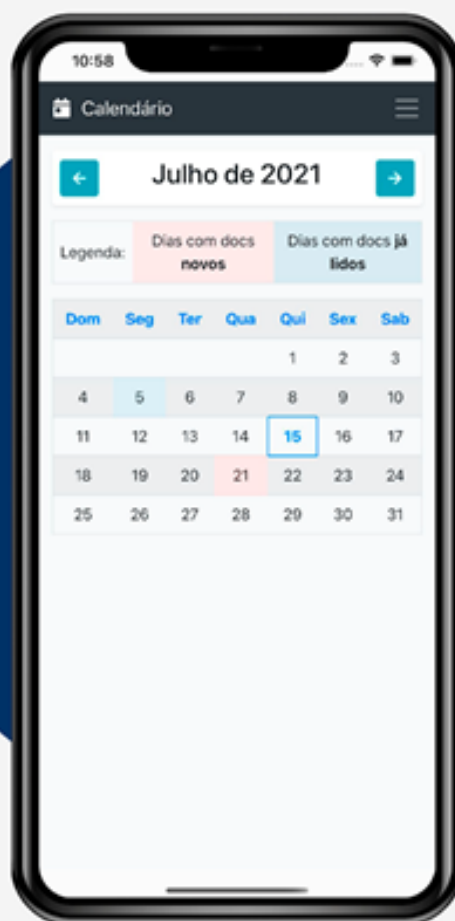 10:58
Calendário
Julho de 2021
Legenda:
Dias com docs
novos
Dias com docs já
lidos
Dom Seg Ter Qua Qui Sex Sab
1 2 3
4 5 6 7 8 9 10
11 12 13 14 15 16 17
18 19 20 21 22 23 24
25 26 27 28 29 30 31